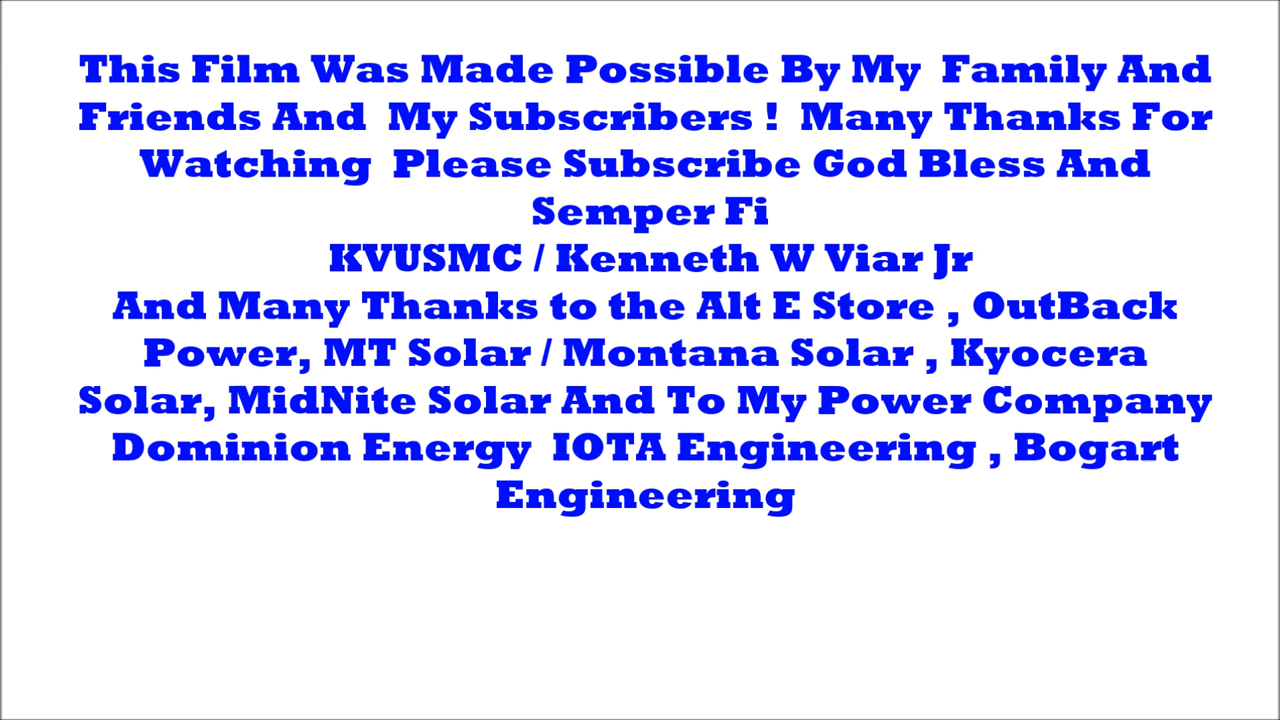 This Film Was Made Possible By My  Family And
Friends And  My Subscribers !  Many Thanks For
Watching  Please Subscribe God Bless And
Semper Fi
KVUSMC / Kenneth W Viar Jr
And Many Thanks to the Alt E Store , OutBack
Power, MT Solar / Montana Solar , Kyocera
Solar, MidNite Solar And To My Power Company
Dominion Energy  IOTA Engineering , Bogart
Engineering